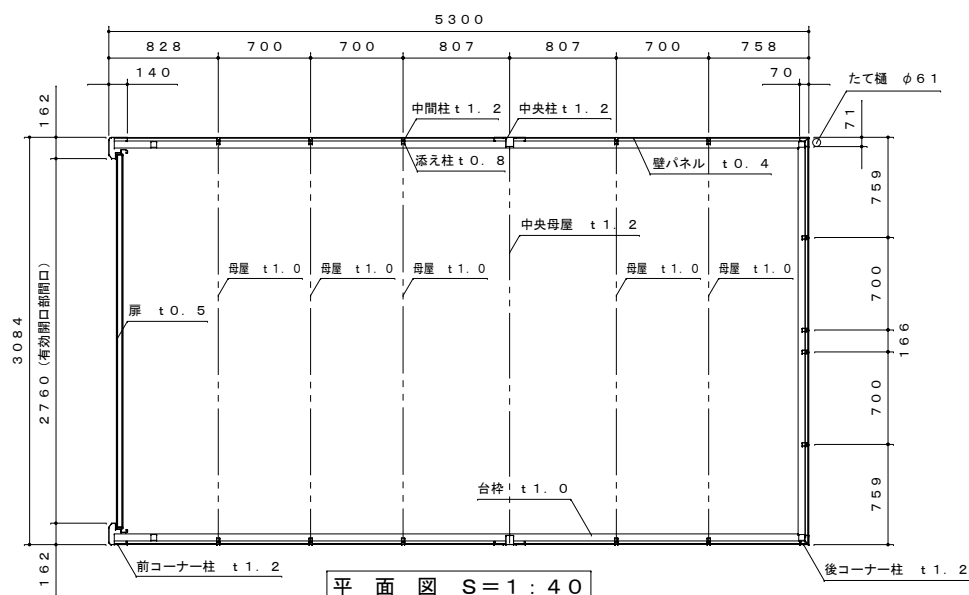 5300
828
700
700
807
807
700
758
140
70
たて樋 φ61
162
71
中間柱 t1.2
中央柱 t1.2
添え柱 t0.8
壁パネル t0.4
759
中央母屋 t1.2
母屋 t1.0
母屋 t1.0
母屋 t1.0
母屋 t1.0
母屋 t1.0
700
扉 t0.5
3084
2760(有効開口部間口)
166
700
台枠 t1.0
759
162
前コーナー柱 t1.2
後コーナー柱 t1.2
平 面 図 S=1:40